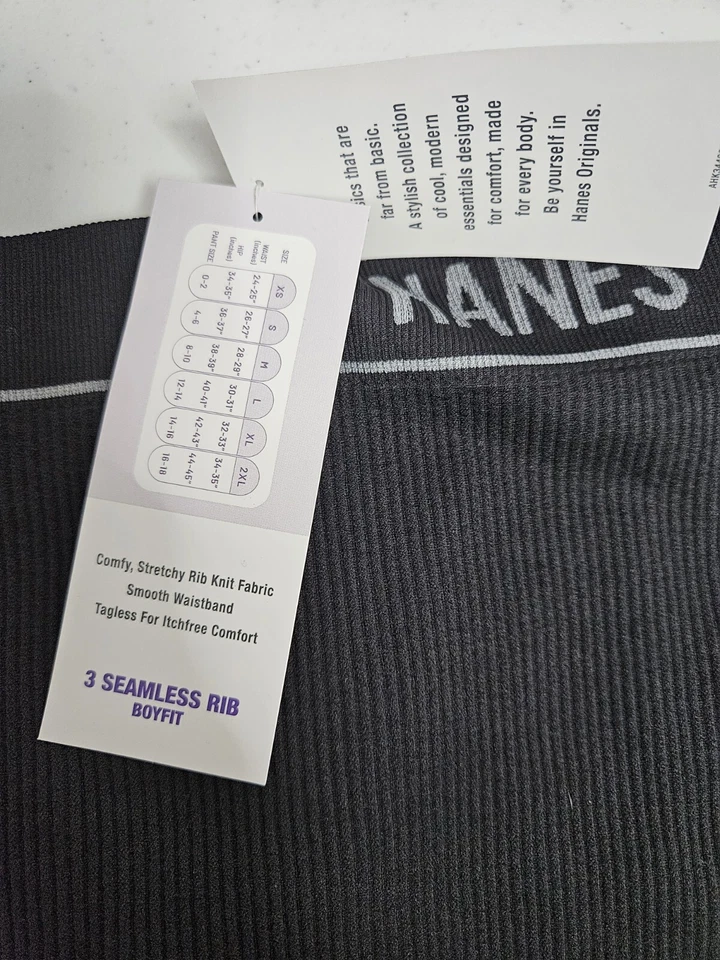 ics that are
far from basic.
A stylish collection
of cool, modern
essentials designed
for comfort, made
for every body.
Be yourself in
Hanes Originals.
HANES
SIZE XS S M L XL 2XL
WAIST (inches) 24-25" 26-27" 28-29" 30-31" 32-33" 34-35"
HIP (inches) 34-35" 36-37" 38-39" 40-41" 42-43" 44-45"
PANT SIZE 0-2 4-6 8-10 12-14 14-16 16-18
Comfy, Stretchy Rib Knit Fabric
Smooth Waistband
Tagless For Itchfree Comfort
3 SEAMLESS RIB
BOYFIT